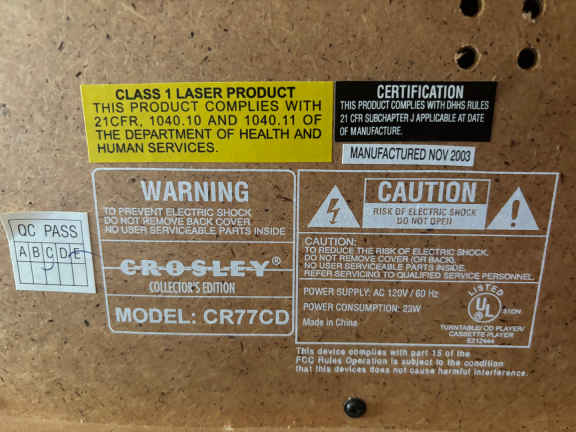 CLASS 1 LASER PRODUCT
THIS PRODUCT COMPLIES WITH
21CFR, 1040.10 AND 1040.11 OF
THE DEPARTMENT OF HEALTH AND
HUMAN SERVICES.
CERTIFICATION
THIS PRODUCT COMPLIES WITH DHHS RULES
21 CFR SUBCHAPTER J APPLICABLE AT DATE
OF MANUFACTURE.
MANUFACTURED NOV 2003
QC PASS
A B C D E
WARNING
TO PREVENT ELECTRIC SHOCK
DO NOT REMOVE BACK COVER
NO USER SERVICEABLE PARTS INSIDE
CROSLEY®
COLLECTOR'S EDITION
MODEL: CR77CD
CAUTION
RISK OF ELECTRIC SHOCK
DO NOT OPEN
CAUTION:
TO REDUCE THE RISK OF ELECTRIC SHOCK,
DO NOT REMOVE COVER (OR BACK).
NO USER SERVICEABLE PARTS INSIDE.
REFER SERVICING TO QUALIFIED SERVICE PERSONNEL.
POWER SUPPLY: AC 120V / 60 Hz
POWER CONSUMPTION: 23W
Made in China
LISTED
UL
TURNTABLE/CD PLAYER/
CASSETTE PLAYER
E212444
This device complies with part 15 of the
FCC Rules Operation is subject to the condition
that this devices does not cause harmful interference.